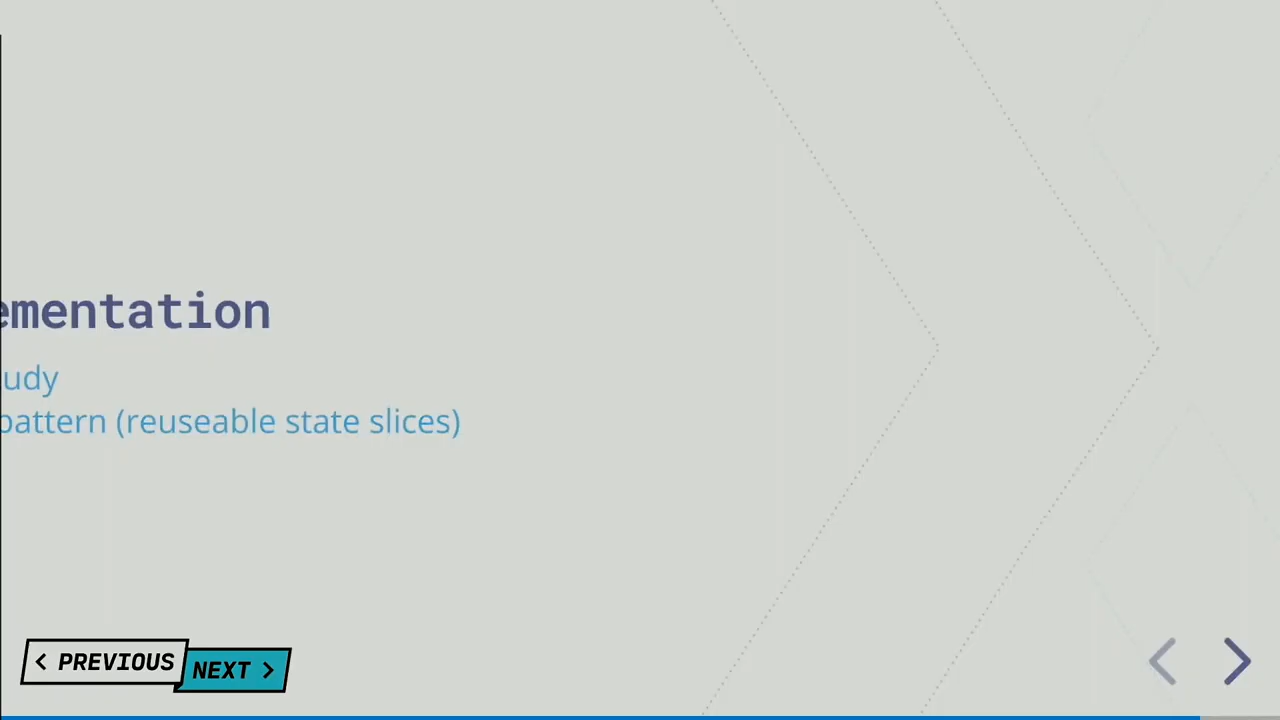 ementation
udy
pattern (reuseable state slices)
< PREVIOUS
NEXT >